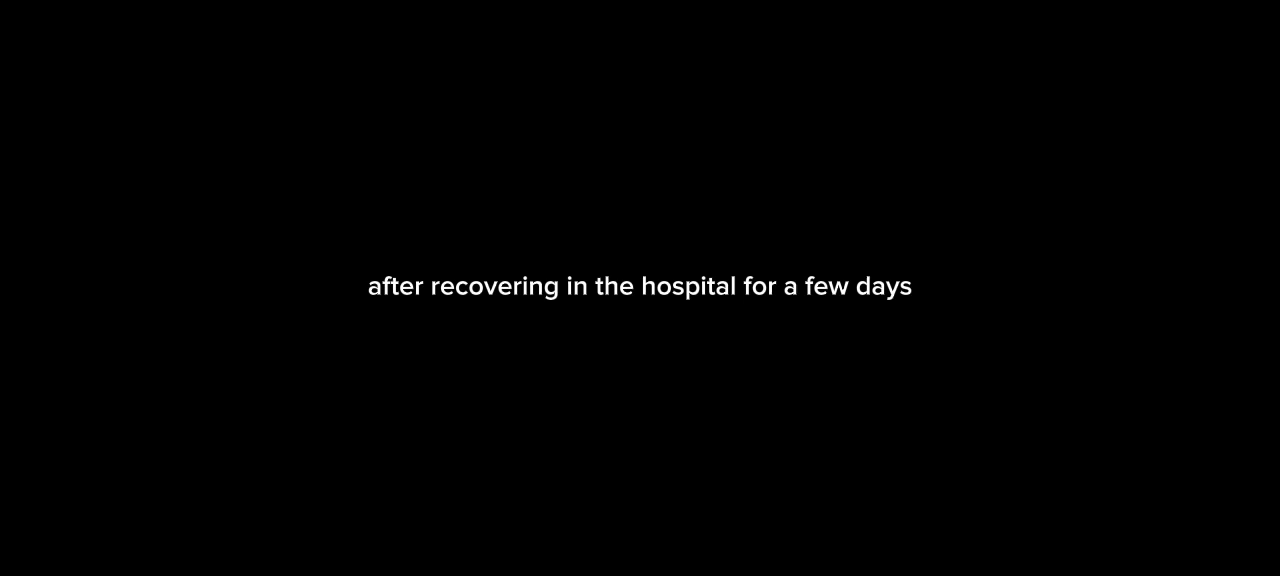 after recovering in the hospital for a few days